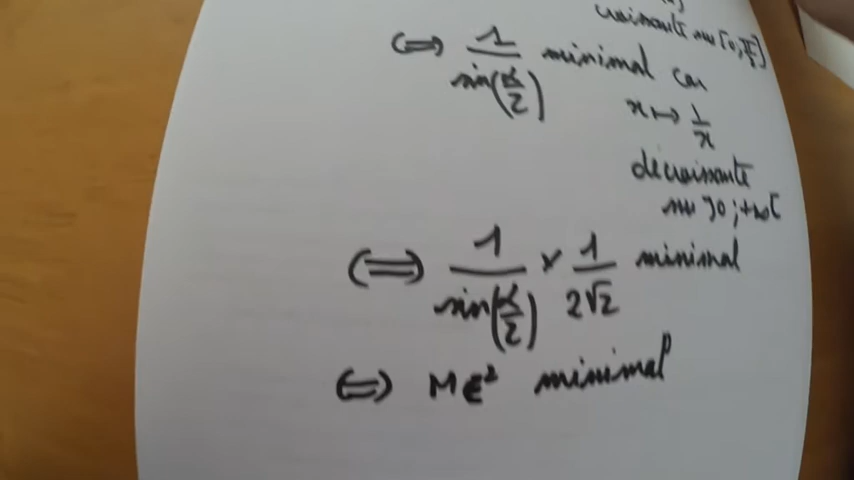 croissante sur [0, π/2]
⟺ 1/sin(α/2) minimal car
x ↦ 1/x
décroissante
sur ]0 ; +∞[
⟺ 1/sin(α/2) × 1/2√2 minimal
⟺ ME² minimal